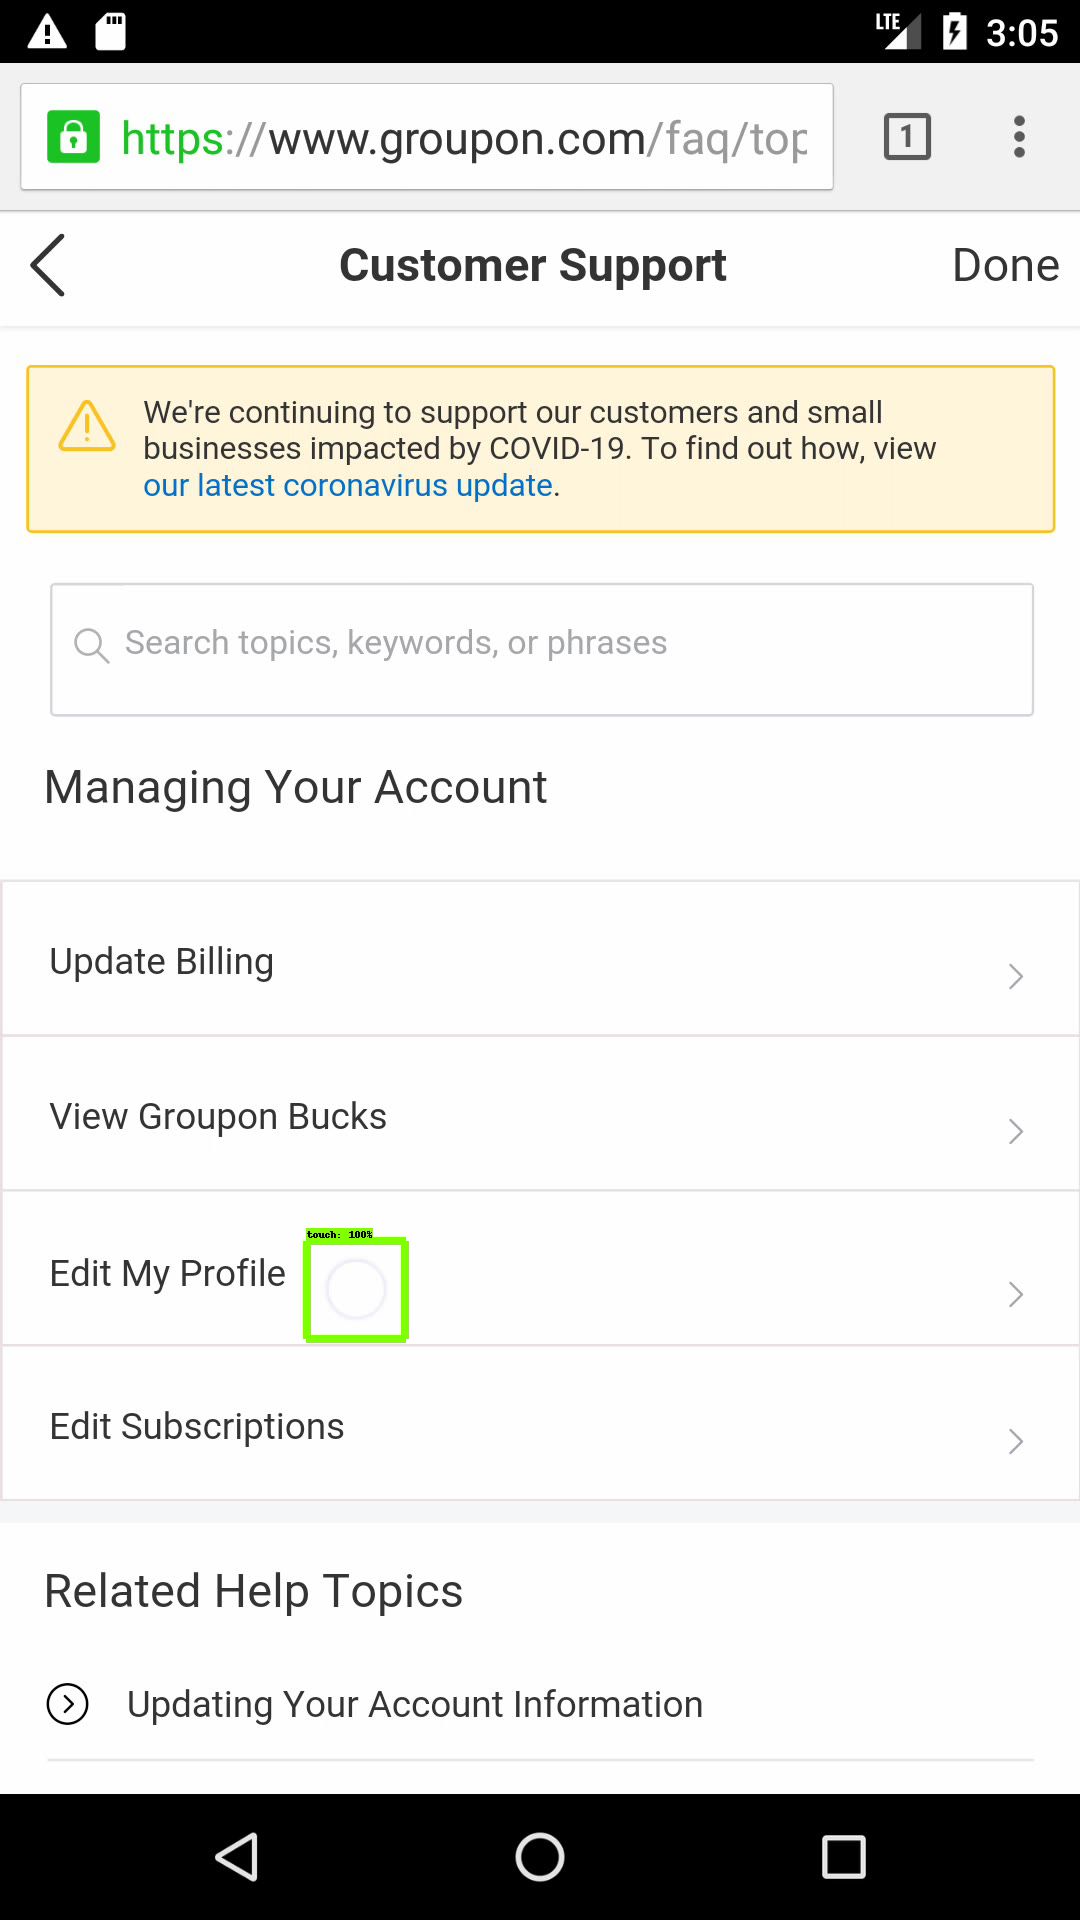 LTE 3:05
https://www.groupon.com/faq/top
1
Customer Support
Done
We're continuing to support our customers and small
businesses impacted by COVID-19. To find out how, view
our latest coronavirus update.
Search topics, keywords, or phrases
Managing Your Account
Update Billing
View Groupon Bucks
touch: 100%
Edit My Profile
Edit Subscriptions
Related Help Topics
Updating Your Account Information